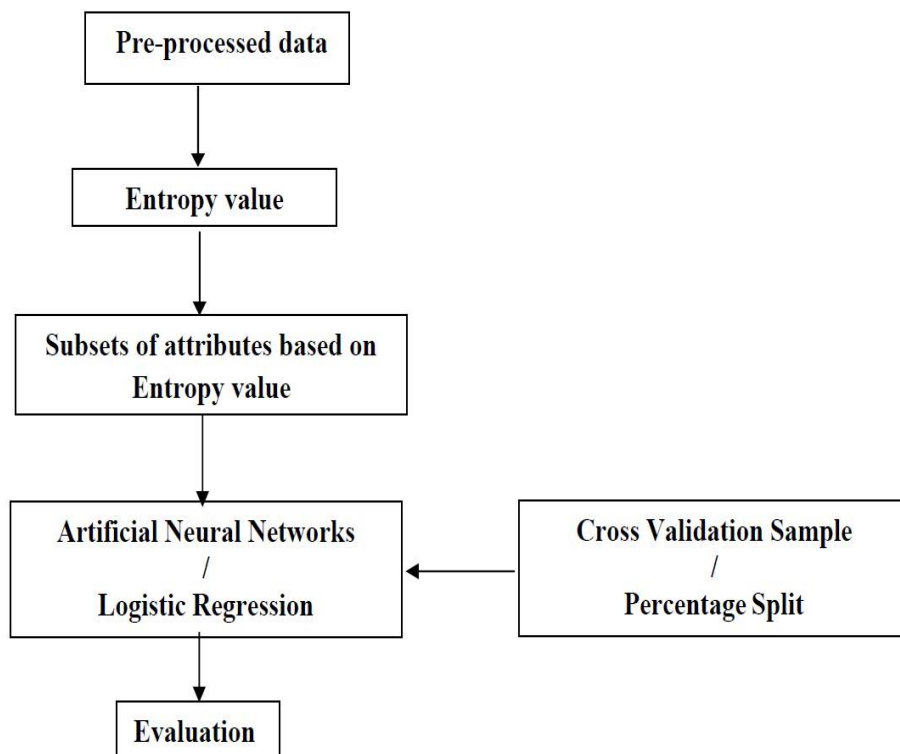 Pre-processed data
Entropy value
Subsets of attributes based on
Entropy value
Artificial Neural Networks
/
Logistic Regression
Cross Validation Sample
/
Percentage Split
Evaluation